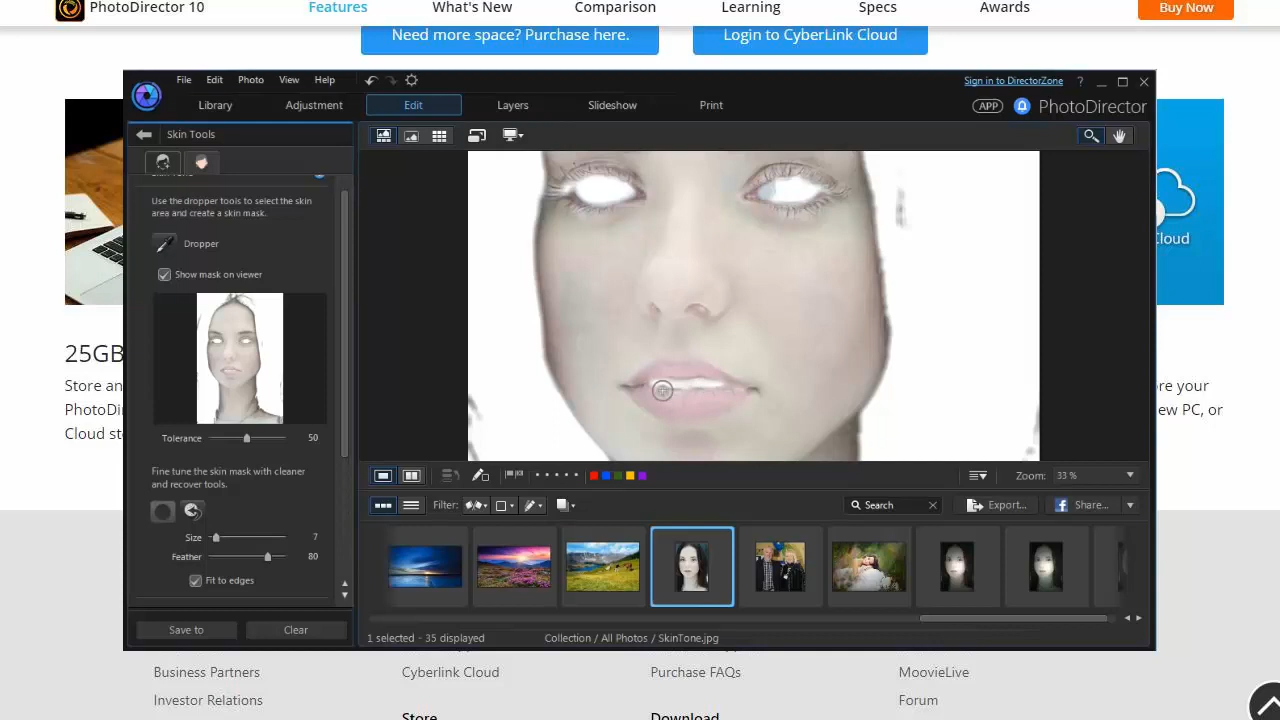 PhotoDirector 10
Features
What's New
Comparison
Learning
Specs
Awards
Buy Now
Need more space? Purchase here.
Login to CyberLink Cloud
File
Edit
Photo
View
Help
Sign in to DirectorZone
?
Library
Adjustment
Edit
Layers
Slideshow
Print
APP
PhotoDirector
Skin Tools
Use the dropper tools to select the skin
area and create a skin mask.
Dropper
Show mask on viewer
Tolerance
50
Fine tune the skin mask with cleaner
and recover tools.
Size
7
Feather
80
Fit to edges
Save to
Clear
Zoom:
33 %
Filter:
Search
Export...
Share...
1 selected - 35 displayed
Collection / All Photos / SkinTone.jpg
Cloud
25GB
Store an
PhotoD
Cloud st
ore your
ew PC, or
Business Partners
Cyberlink Cloud
Purchase FAQs
MoovieLive
Investor Relations
Forum
Store
Download